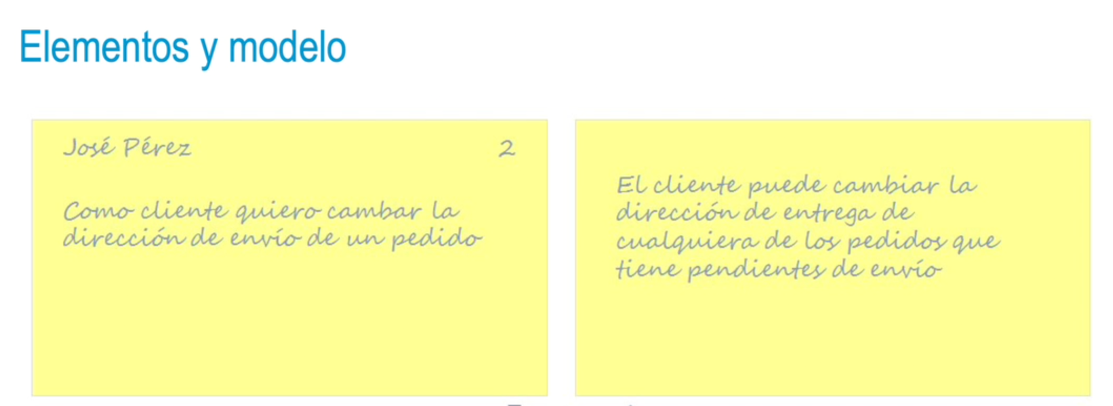 Elementos y modelo
José Pérez 2
Como cliente quiero cambar la
dirección de envío de un pedido
El cliente puede cambiar la
dirección de entrega de
cualquiera de los pedidos que
tiene pendientes de envío